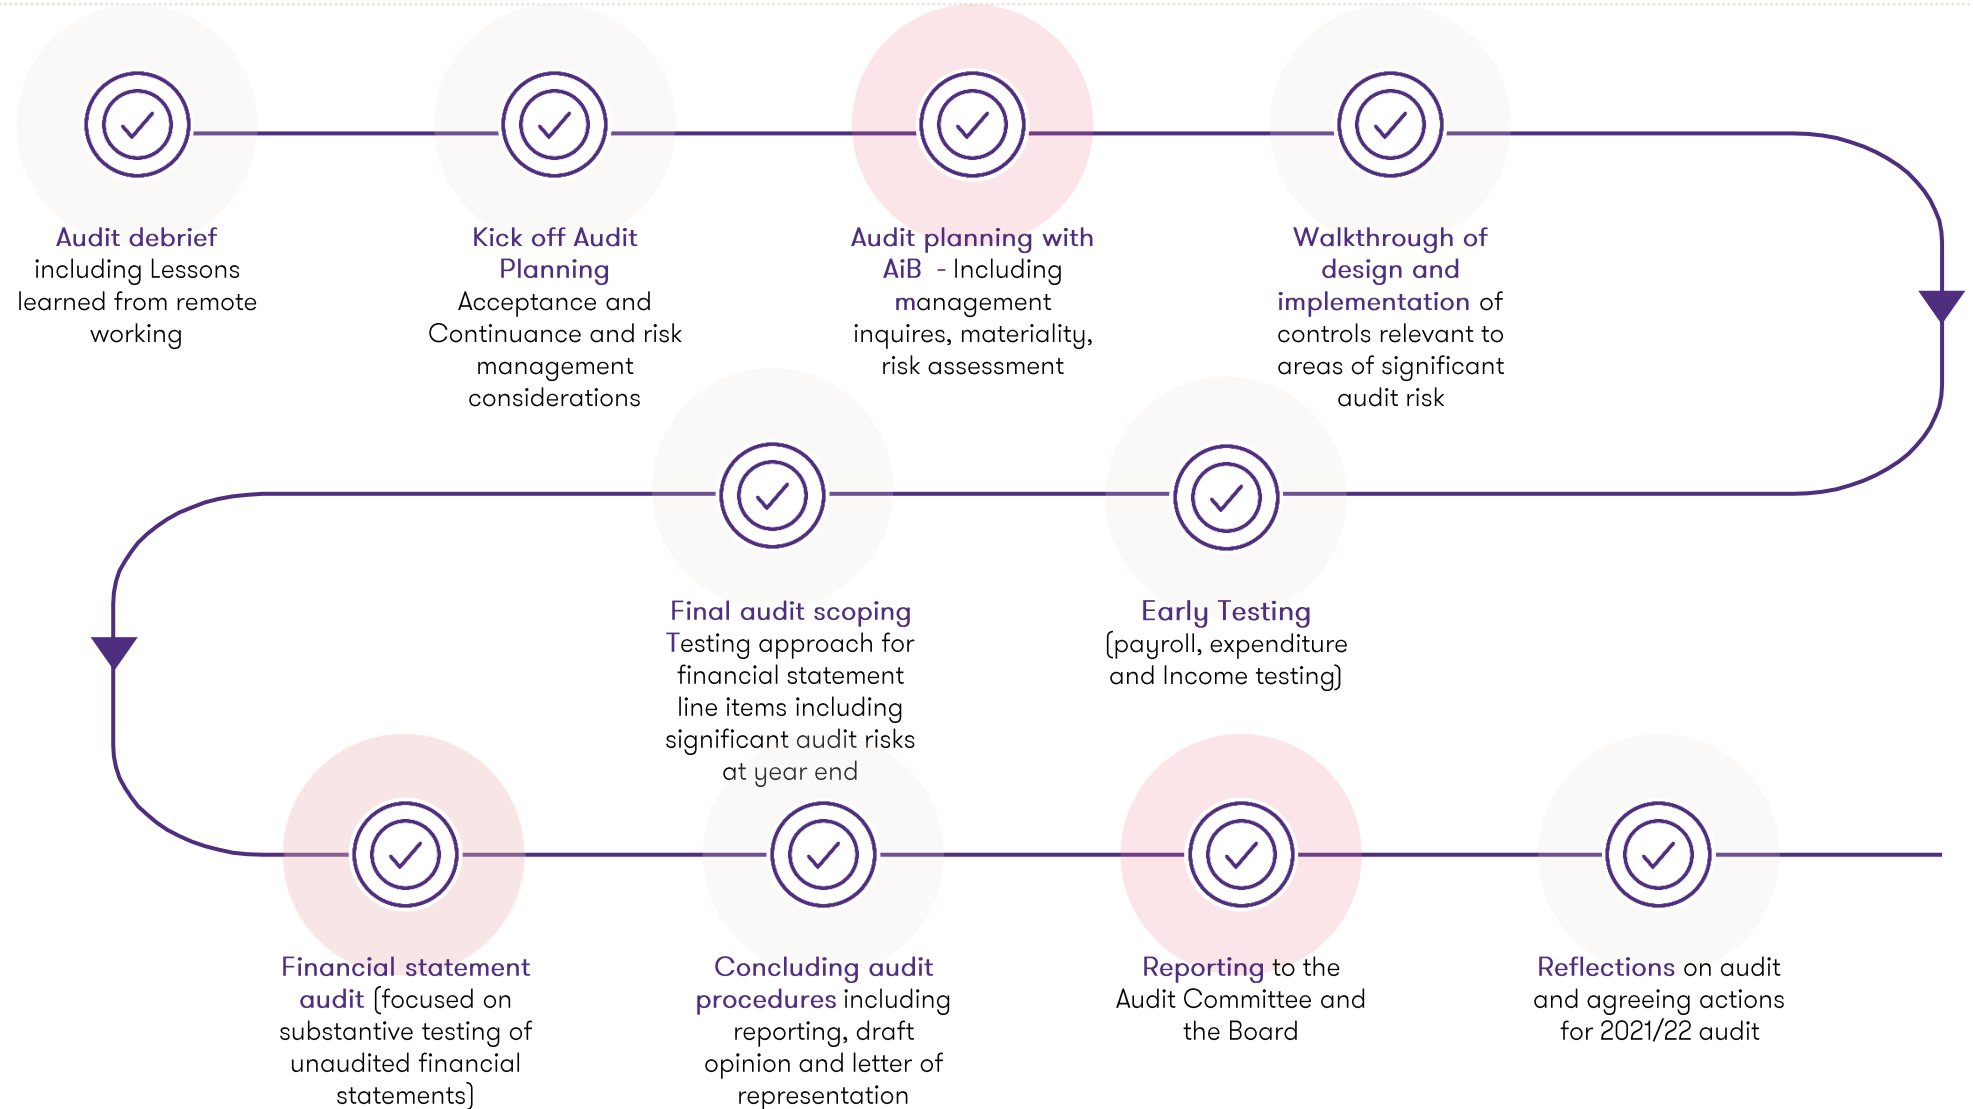 Audit debrief
including Lessons
learned from remote
working
Kick off Audit
Planning
Acceptance and
Continuance and risk
management
considerations
Audit planning with
AiB - Including
management
inquires, materiality,
risk assessment
Walkthrough of
design and
implementation of
controls relevant to
areas of significant
audit risk
Early Testing
(payroll, expenditure
and Income testing)
Final audit scoping
Testing approach for
financial statement
line items including
significant audit risks
at year end
Financial statement
audit (focused on
substantive testing of
unaudited financial
statements)
Concluding audit
procedures including
reporting, draft
opinion and letter of
representation
Reporting to the
Audit Committee and
the Board
Reflections on audit
and agreeing actions
for 2021/22 audit